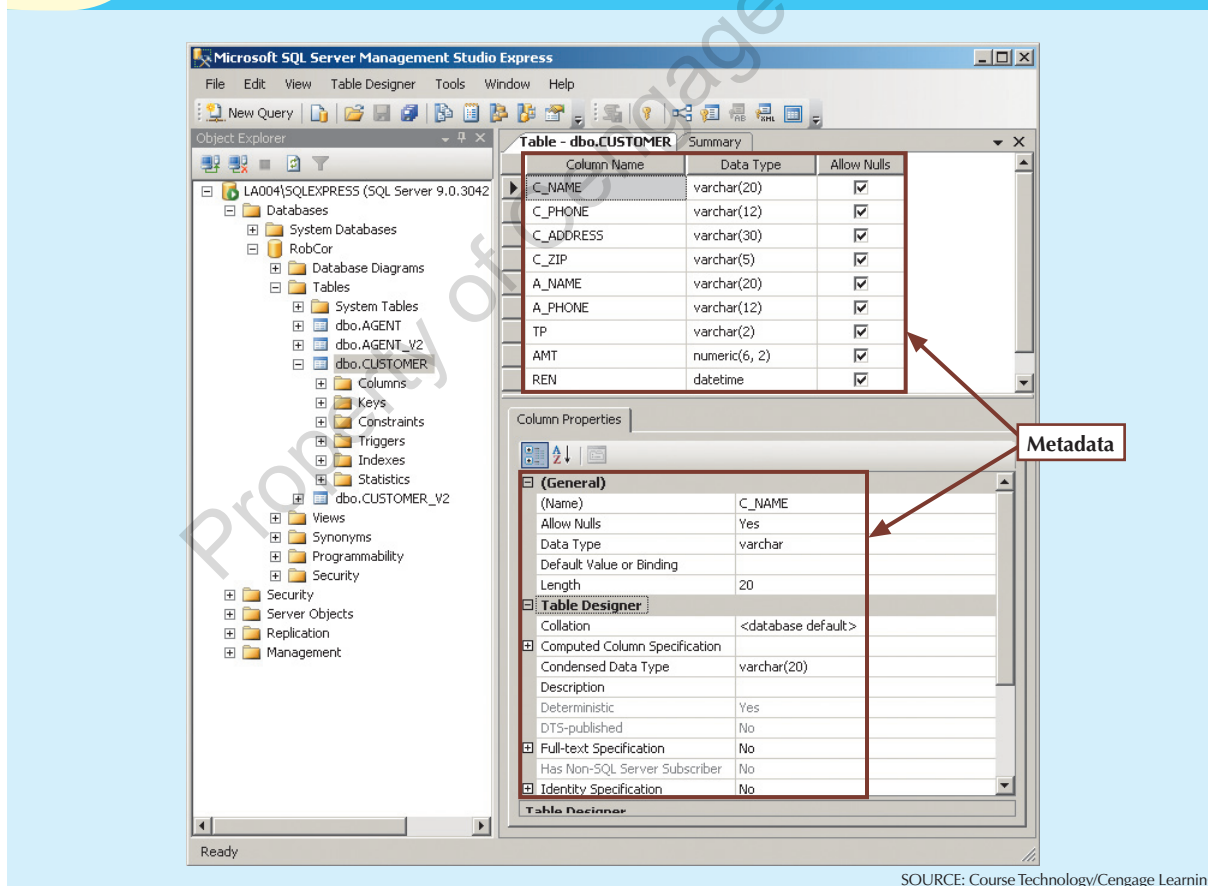 Microsoft SQL Server Management Studio Express
File Edit View Table Designer Tools Window Help
New Query
Object Explorer
LA004\SQLEXPRESS (SQL Server 9.0.3042
Databases
System Databases
RobCor
Database Diagrams
Tables
System Tables
dbo.AGENT
dbo.AGENT_V2
dbo.CUSTOMER
Columns
Keys
Constraints
Triggers
Indexes
Statistics
dbo.CUSTOMER_V2
Views
Synonyms
Programmability
Security
Security
Server Objects
Replication
Management
Table - dbo.CUSTOMER Summary
Column Name Data Type Allow Nulls
C_NAME varchar(20)
C_PHONE varchar(12)
C_ADDRESS varchar(30)
C_ZIP varchar(5)
A_NAME varchar(20)
A_PHONE varchar(12)
TP varchar(2)
AMT numeric(6, 2)
REN datetime
Column Properties
(General)
(Name) C_NAME
Allow Nulls Yes
Data Type varchar
Default Value or Binding
Length 20
Table Designer
Collation <database default>
Computed Column Specification
Condensed Data Type varchar(20)
Description
Deterministic Yes
DTS-published No
Full-text Specification No
Has Non-SQL Server Subscriber No
Identity Specification No
Table Designer
Metadata
Ready
Property of Cengage
SOURCE: Course Technology/Cengage Learnin